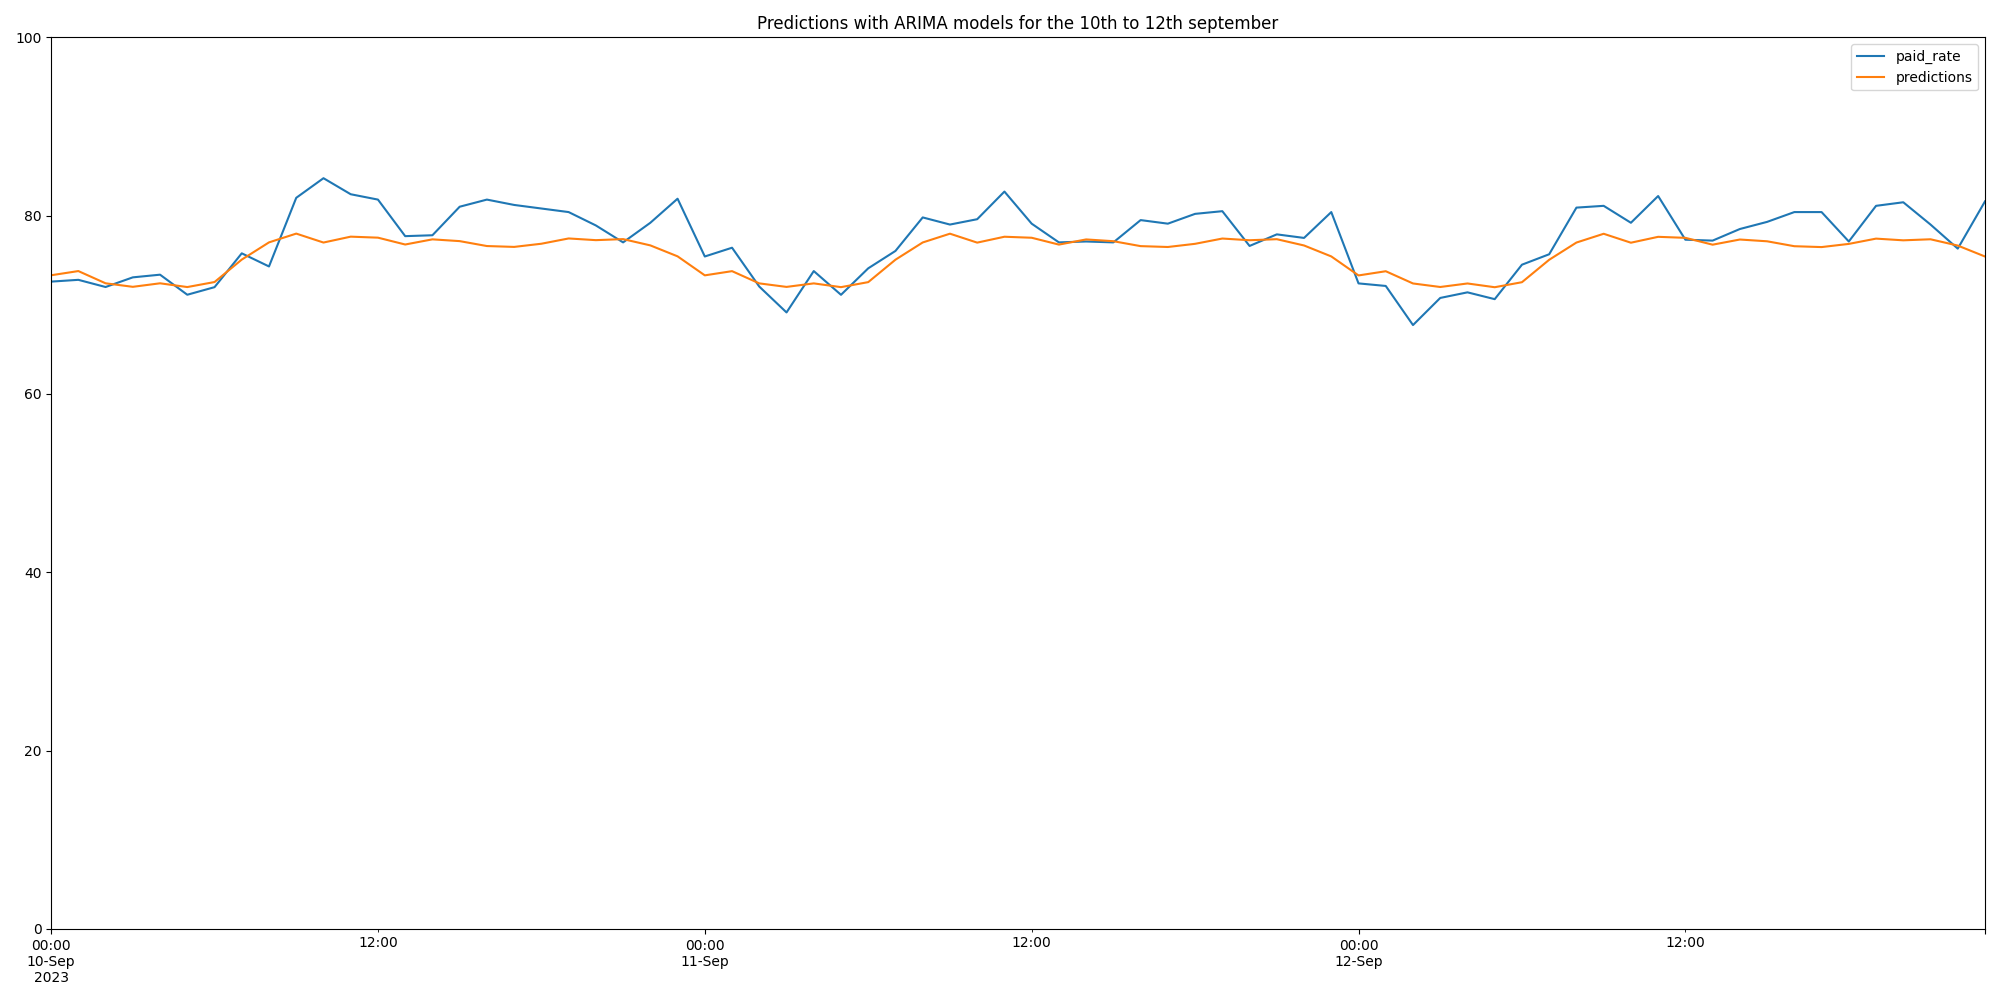 Predictions with ARIMA models for the 10th to 12th september
paid_rate
predictions
100
80
60
40
20
0
00:00
10-Sep
2023
12:00
00:00
11-Sep
12:00
00:00
12-Sep
12:00